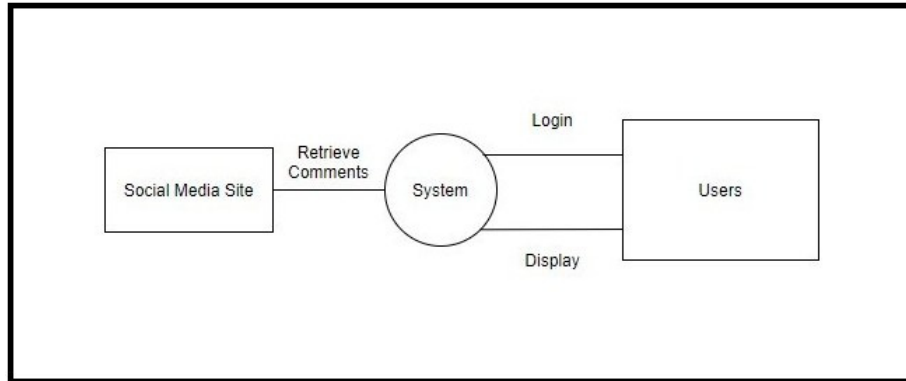 Login
Retrieve
Comments
Social Media Site
System
Users
Display